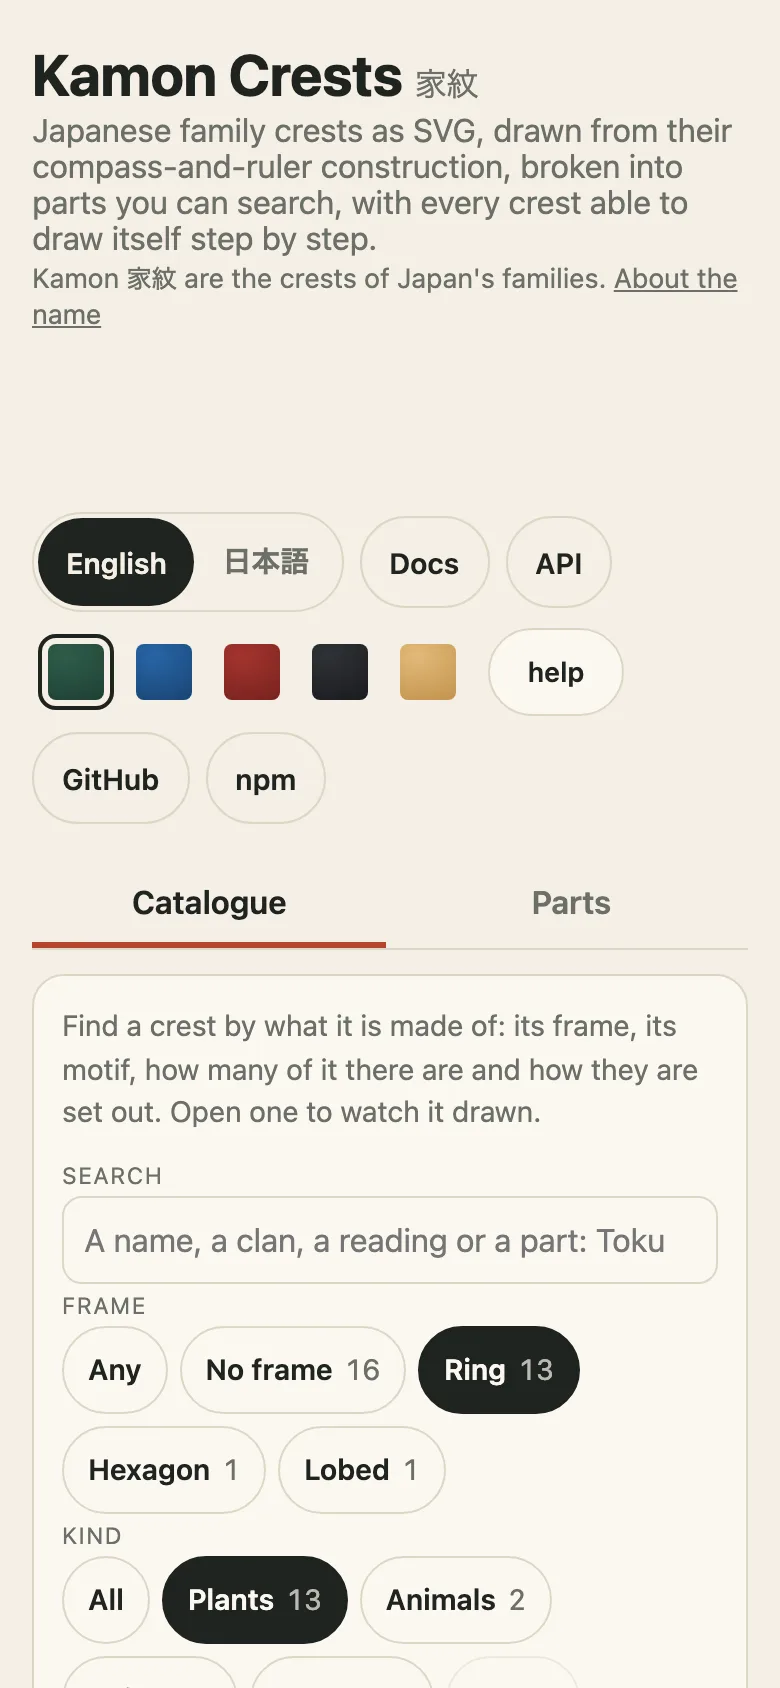 Kamon Crests 家紋
Japanese family crests as SVG, drawn from their
compass-and-ruler construction, broken into
parts you can search, with every crest able to
draw itself step by step.
Kamon 家紋 are the crests of Japan's families. About the
name
English 日本語 Docs API
help
GitHub npm
Catalogue Parts
Find a crest by what it is made of: its frame, its
motif, how many of it there are and how they are
set out. Open one to watch it drawn.
SEARCH
A name, a clan, a reading or a part: Toku
FRAME
Any No frame 16 Ring 13
Hexagon 1 Lobed 1
KIND
All Plants 13 Animals 2